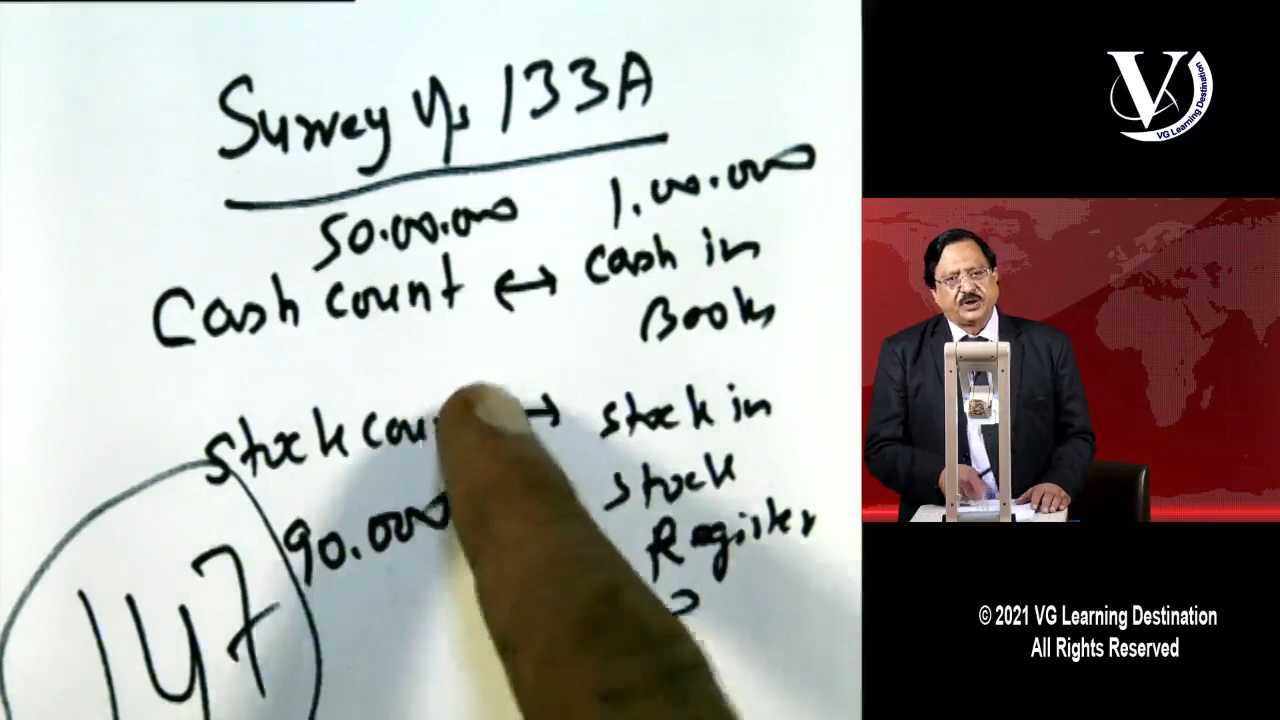 Survey u/s 133A
50.00.000 1.00.000
Cash count ↔ cash in
Books
stock cou → stock in
stock
90.000 Register
147
V
VG Learning Destination
© 2021 VG Learning Destination
All Rights Reserved